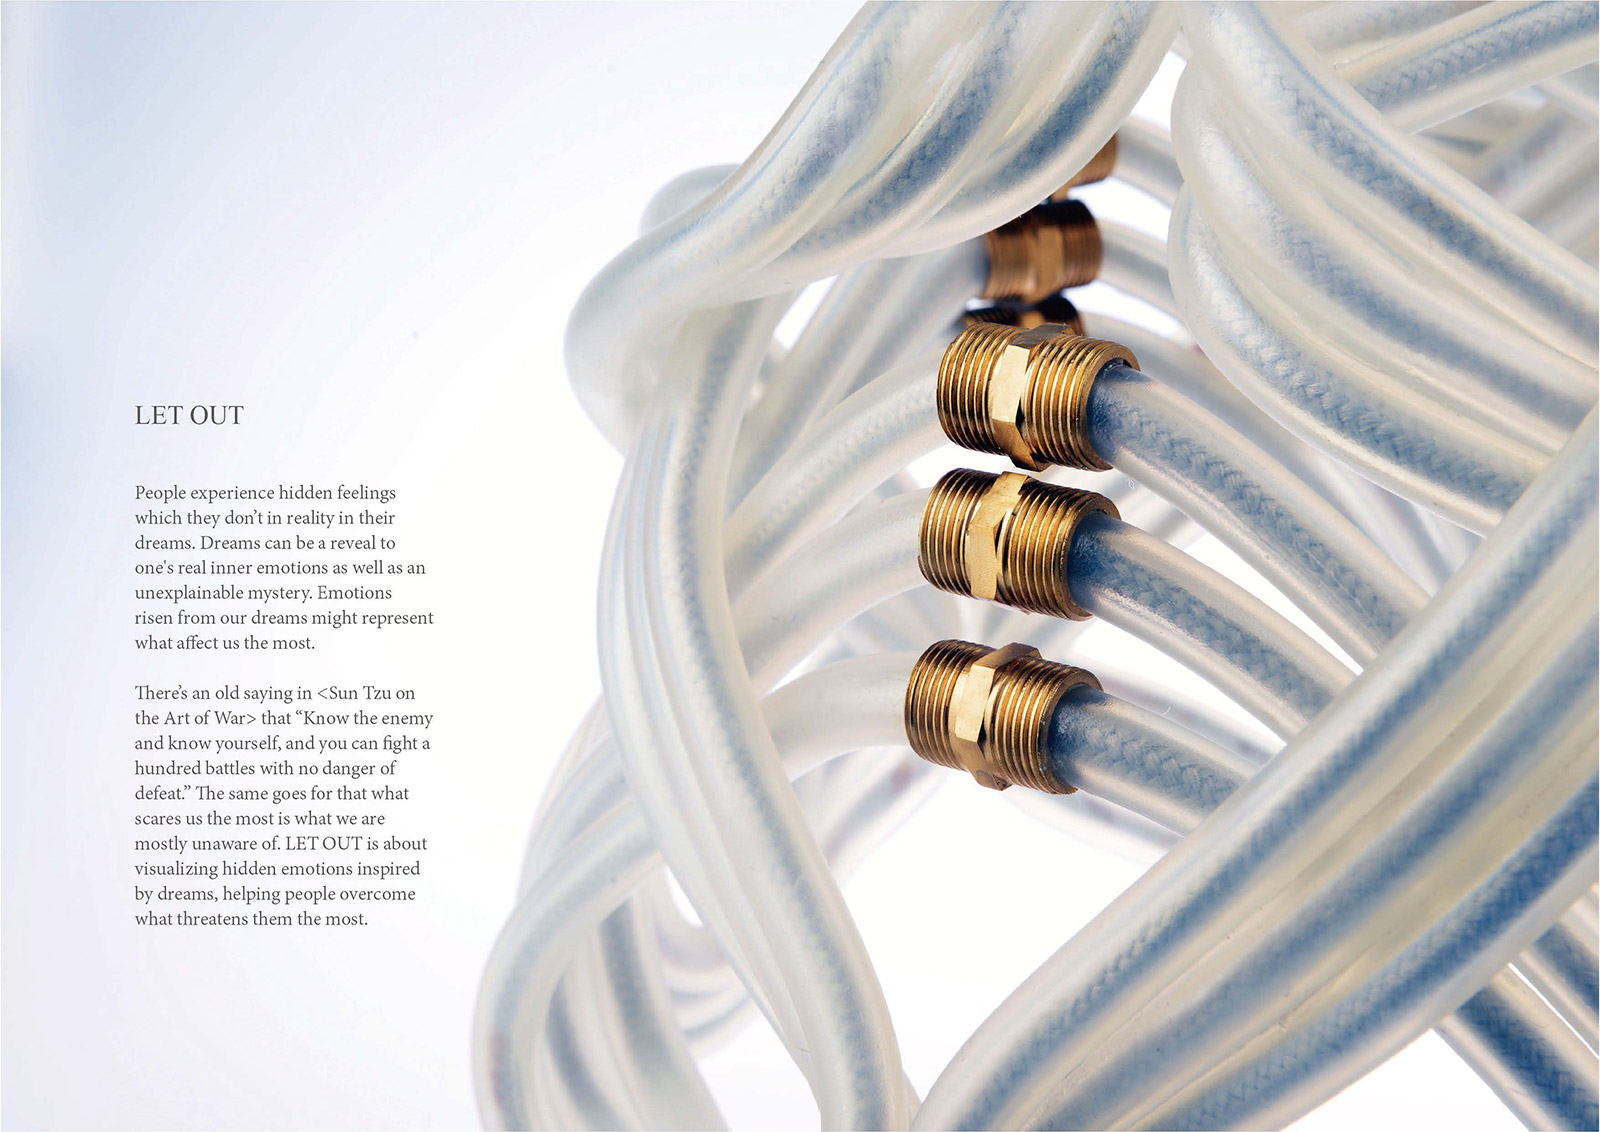 LET OUT
People experience hidden feelings
which they don’t in reality in their
dreams. Dreams can be a reveal to
one's real inner emotions as well as an
unexplainable mystery. Emotions
risen from our dreams might represent
what affect us the most.
There’s an old saying in <Sun Tzu on
the Art of War> that “Know the enemy
and know yourself, and you can fight a
hundred battles with no danger of
defeat.” The same goes for that what
scares us the most is what we are
mostly unaware of. LET OUT is about
visualizing hidden emotions inspired
by dreams, helping people overcome
what threatens them the most.